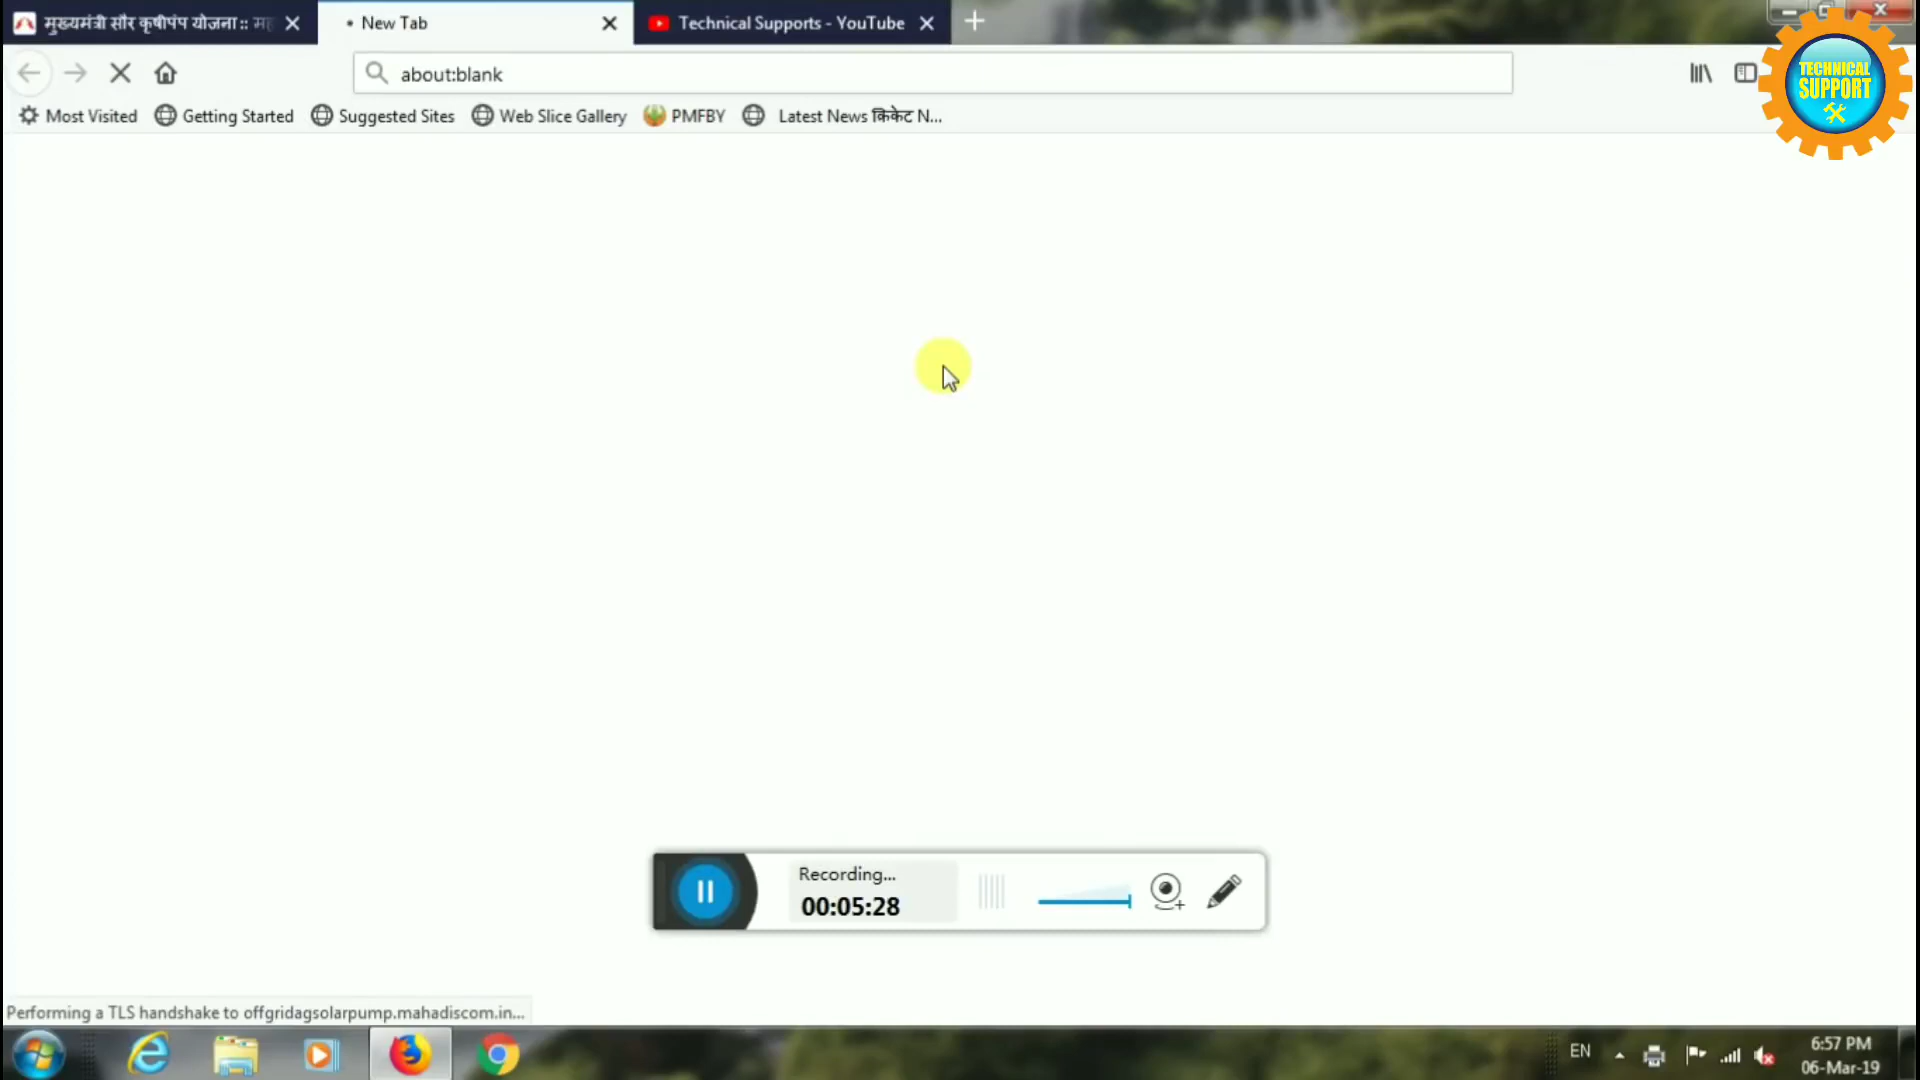 मुख्यमंत्री सौर कृषीपंप योजना :: मह
New Tab
Technical Supports - YouTube
about:blank
Most Visited
Getting Started
Suggested Sites
Web Slice Gallery
PMFBY
Latest News क्रिकेट N...
TECHNICAL
SUPPORT
Recording...
00:05:28
Performing a TLS handshake to offgridagsolarpump.mahadiscom.in...
EN
6:57 PM
06-Mar-19